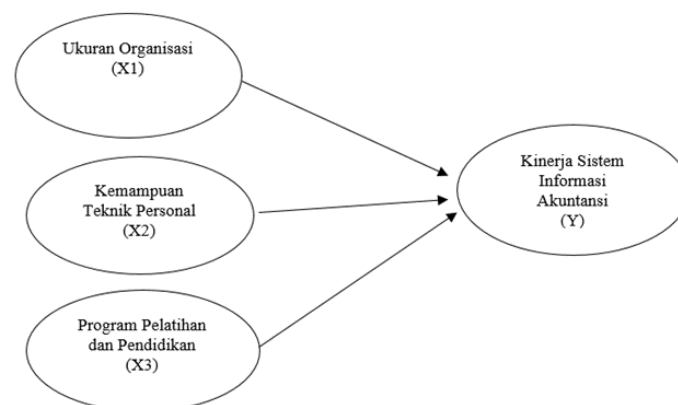 Ukuran Organisasi
(X1)
Kemampuan
Teknik Personal
(X2)
Program Pelatihan
dan Pendidikan
(X3)
Kinerja Sistem
Informasi
Akuntansi
(Y)